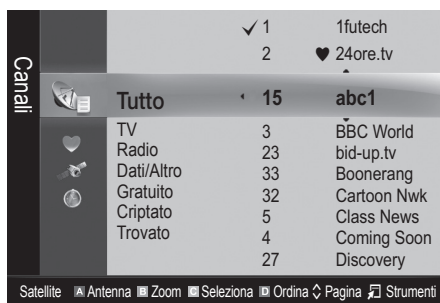 Canali
✓ 1 1futech
2 ♥ 24ore.tv
Tutto 15 abc1
TV 3 BBC World
Radio 23 bid-up.tv
Dati/Altro 33 Boonerang
Gratuito 32 Cartoon Nwk
Criptato 5 Class News
Trovato 4 Coming Soon
27 Discovery
Satellite A Antenna B Zoom C Seleziona D Ordina Pagina Strumenti